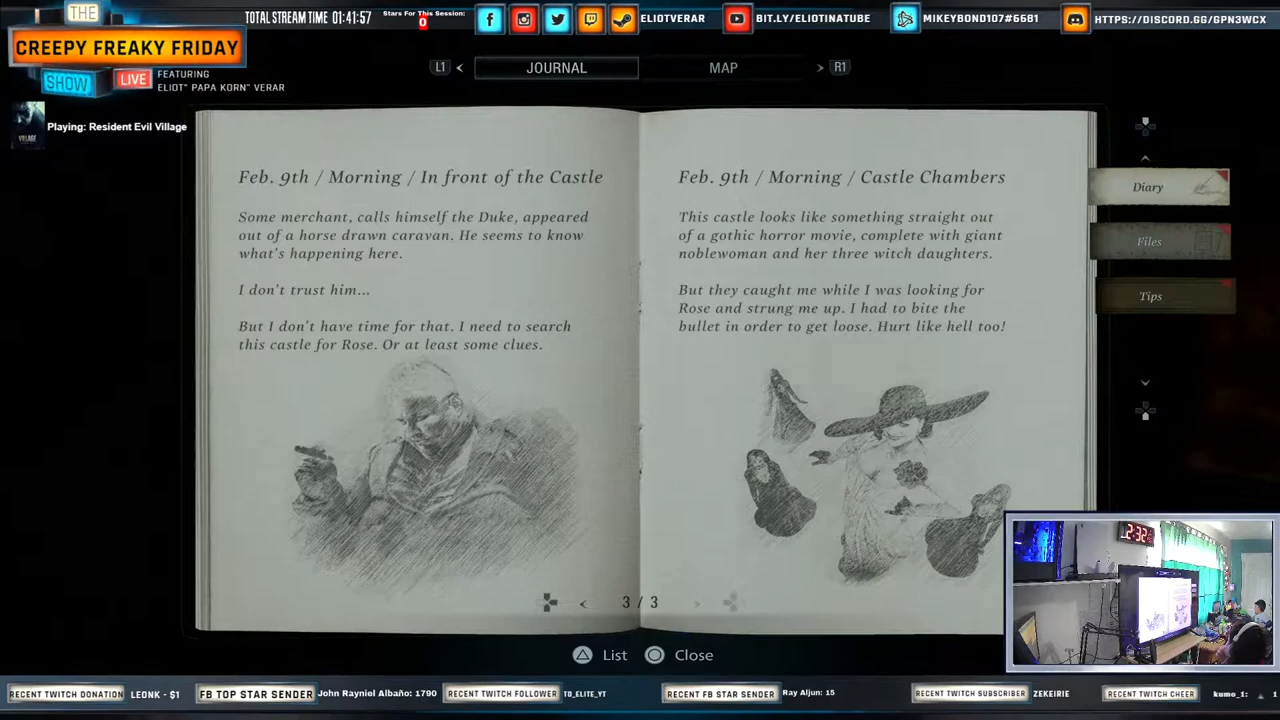 THE
CREEPY FREAKY FRIDAY
SHOW
LIVE
FEATURING
ELIOT" PAPA KORN" VERAR
TOTAL STREAM TIME 01:41:57
Stars For This Session:
0
ELIOTVERAR
BIT.LY/ELIOTINATUBE
MIKEYBOND107#6681
HTTPS://DISCORD.GG/GPN3WCX
Playing: Resident Evil Village
L1 < JOURNAL MAP > R1
Feb. 9th / Morning / In front of the Castle
Some merchant, calls himself the Duke, appeared
out of a horse drawn caravan. He seems to know
what's happening here.
I don't trust him...
But I don't have time for that. I need to search
this castle for Rose. Or at least some clues.
Feb. 9th / Morning / Castle Chambers
This castle looks like something straight out
of a gothic horror movie, complete with giant
noblewoman and her three witch daughters.
But they caught me while I was looking for
Rose and strung me up. I had to bite the
bullet in order to get loose. Hurt like hell too!
Diary
Files
Tips
< 3 / 3 >
List Close
2:32
RECENT TWITCH DONATION LEONK - $1
FB TOP STAR SENDER John Rayniel Albaño: 1790
RECENT TWITCH FOLLOWER TD_ELITE_YT
RECENT FB STAR SENDER Ray Aljun: 15
RECENT TWITCH SUBSCRIBER ZEKEIRIE
RECENT TWITCH CHEER kumo_1: 1